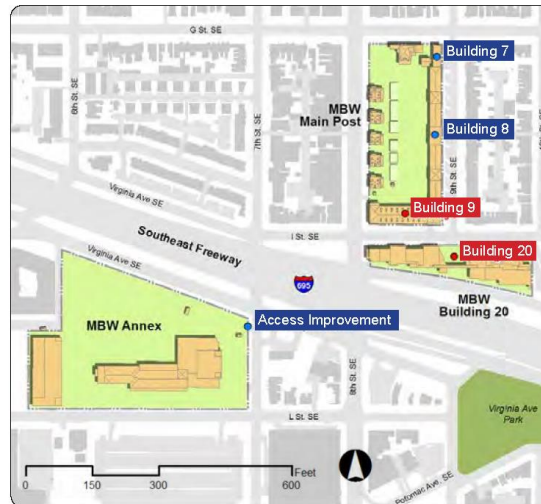 G St. SE
Building 7
6th St. SE
7th St. SE
MBW
Main Post
Building 8
9th St. SE
Virginia Ave SE
Building 9
I St. SE
Southeast Freeway
Virginia Ave SE
Building 20
695
MBW
Building 20
Access Improvement
MBW Annex
8th St. SE
L St. SE
Virginia Ave
Park
Potomac Ave. SE
Feet
0 150 300 600